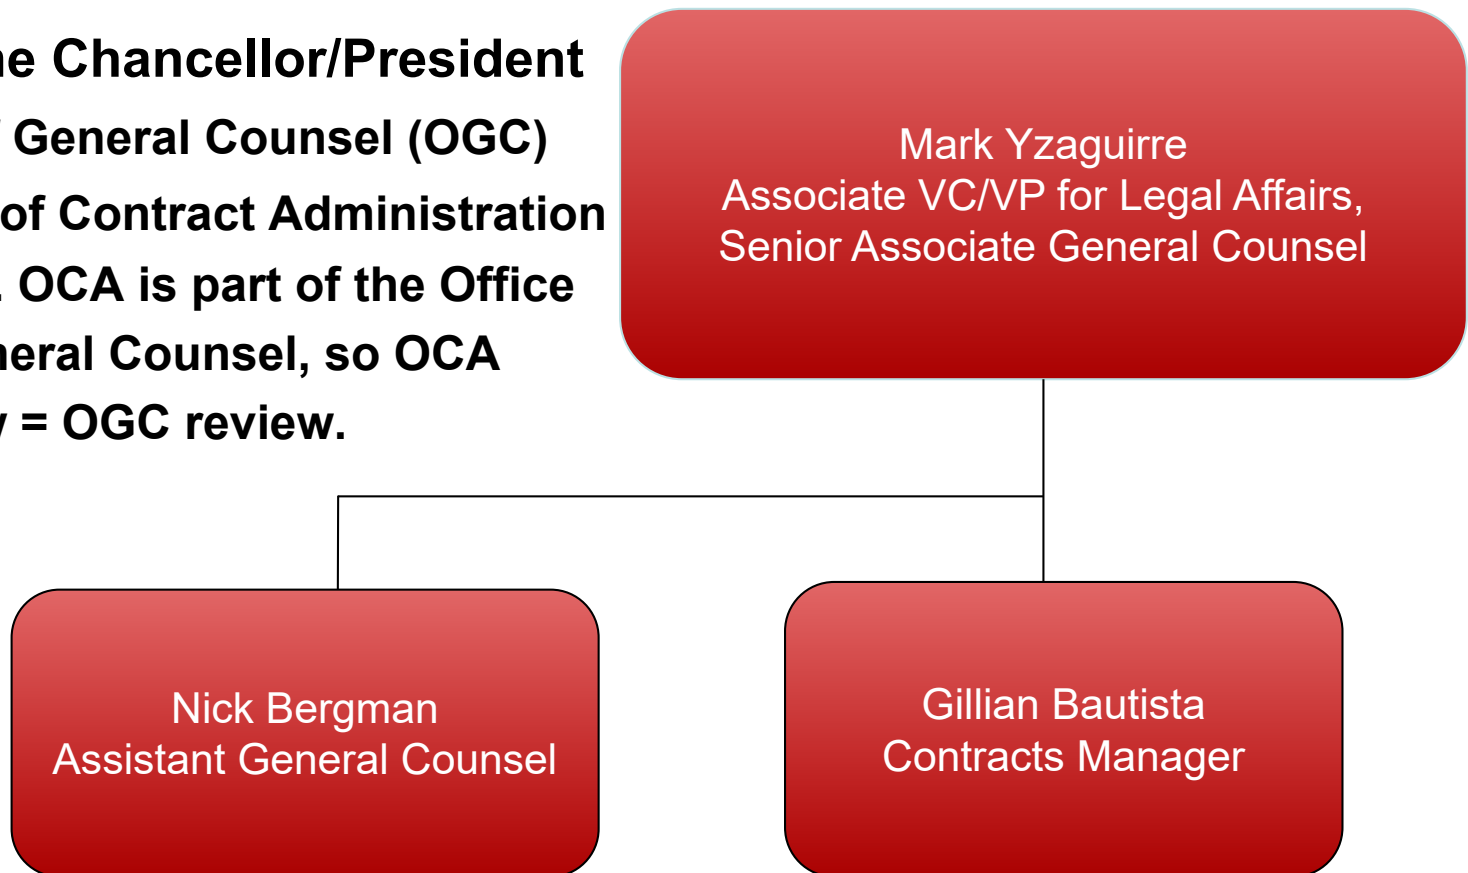 ne Chancellor/President
General Counsel (OGC)
of Contract Administration
. OCA is part of the Office
neral Counsel, so OCA
= OGC review.
Mark Yzaguirre
Associate VC/VP for Legal Affairs,
Senior Associate General Counsel
Nick Bergman
Assistant General Counsel
Gillian Bautista
Contracts Manager